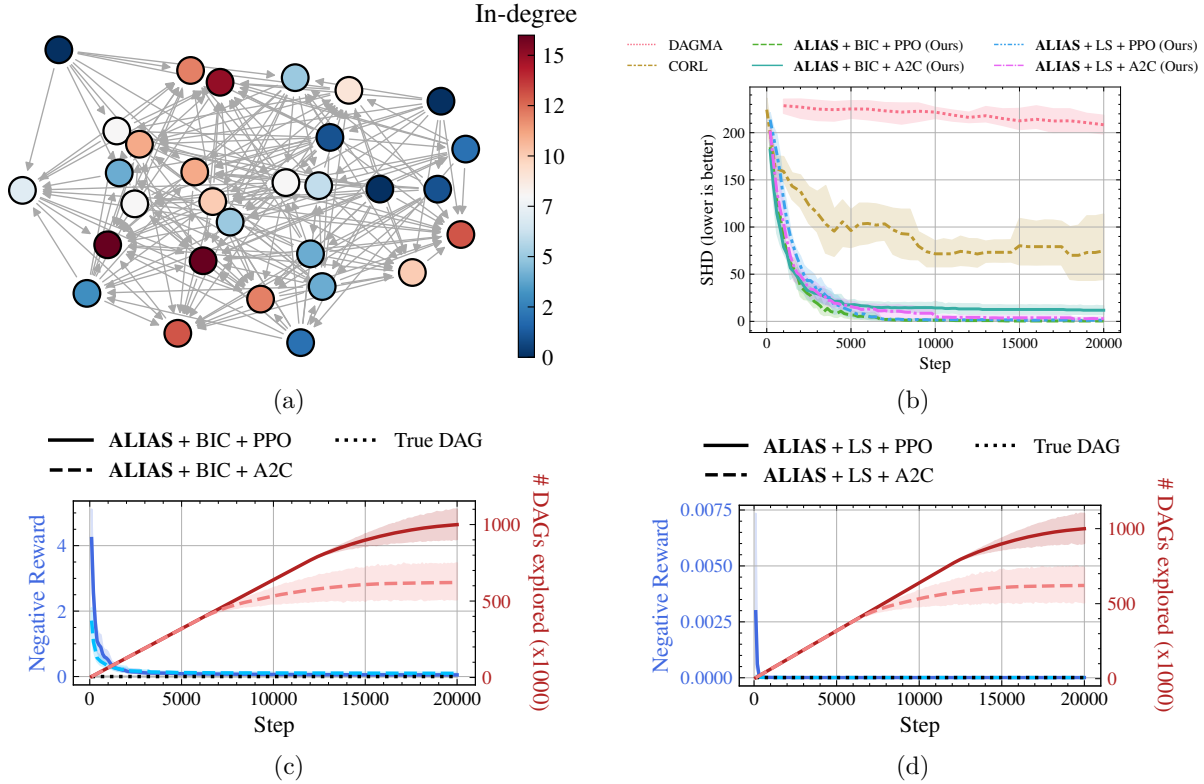 In-degree
15
12
10
7
5
2
0
(a)
DAGMA
CORL
ALIAS + BIC + PPO (Ours)
ALIAS + BIC + A2C (Ours)
ALIAS + LS + PPO (Ours)
ALIAS + LS + A2C (Ours)
SHD (lower is better)
200
150
100
50
0
0 5000 10000 15000 20000
Step
(b)
ALIAS + BIC + PPO
ALIAS + BIC + A2C
True DAG
Negative Reward
4
2
0
# DAGs explored (x1000)
1000
500
0
0 5000 10000 15000 20000
Step
(c)
ALIAS + LS + PPO
ALIAS + LS + A2C
True DAG
Negative Reward
0.0075
0.0050
0.0025
0.0000
# DAGs explored (x1000)
1000
500
0
0 5000 10000 15000 20000
Step
(d)